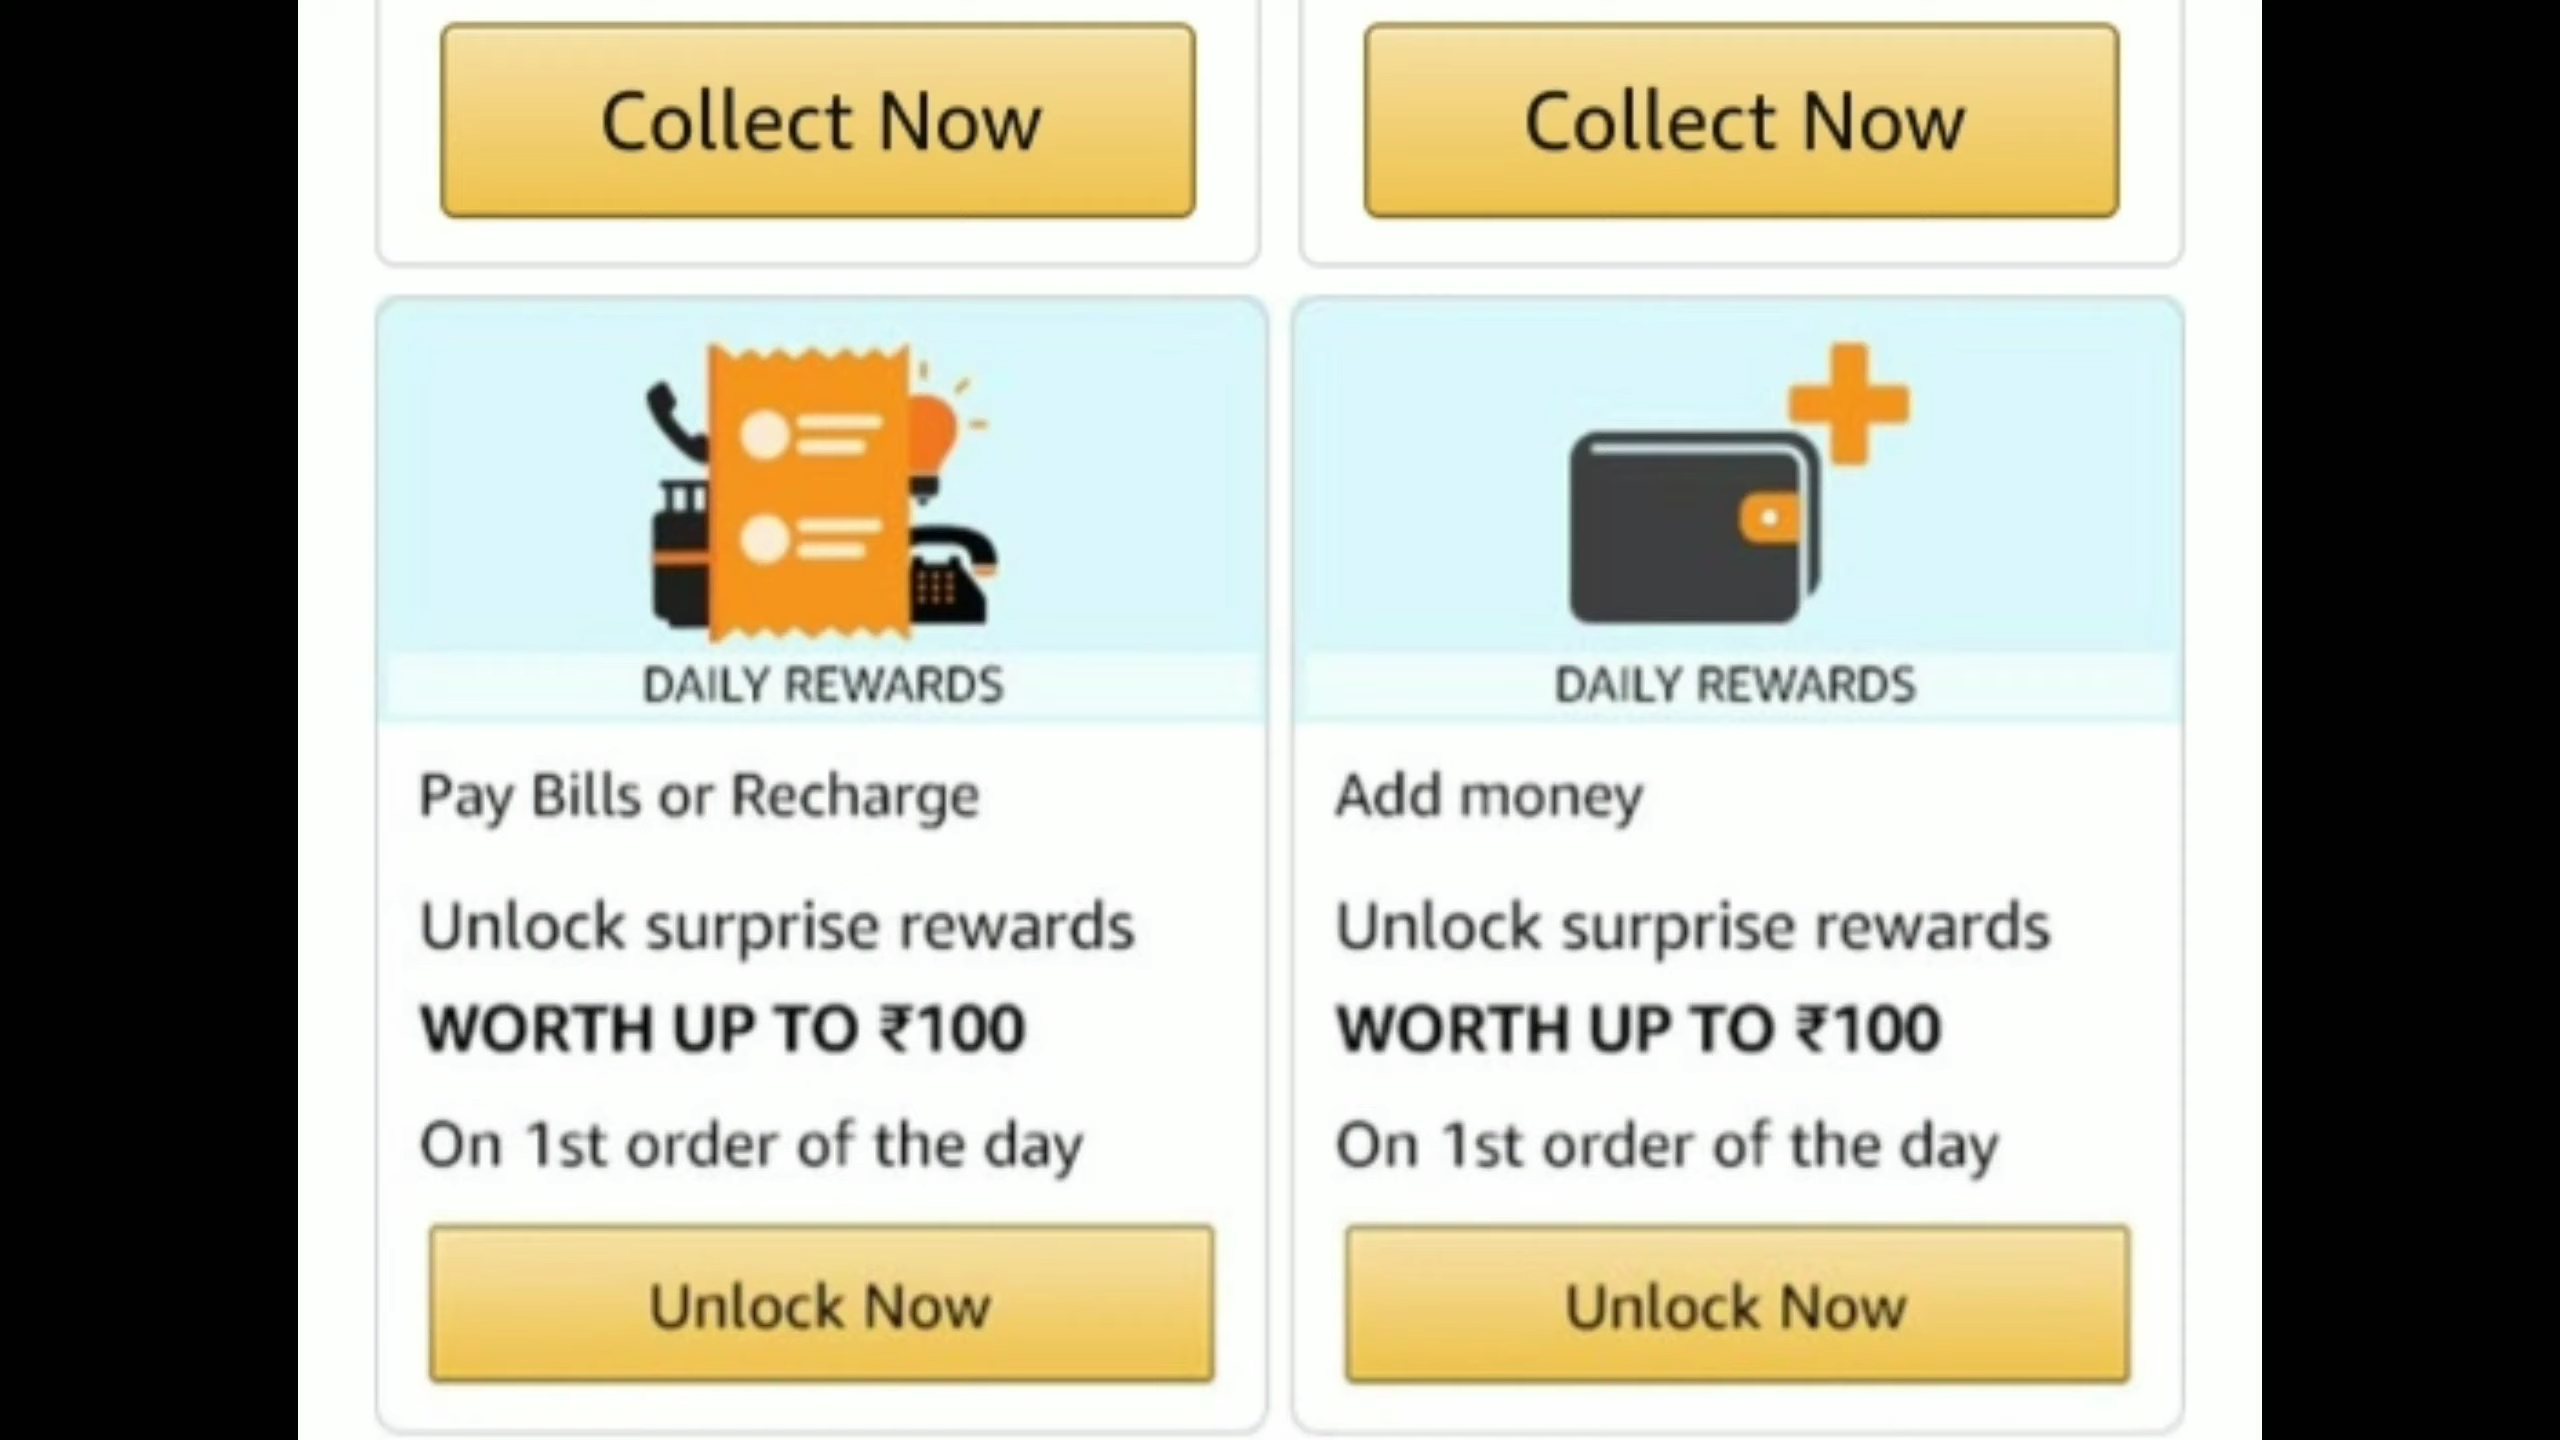 Collect Now
Collect Now
DAILY REWARDS
Pay Bills or Recharge
Unlock surprise rewards
WORTH UP TO ₹100
On 1st order of the day
Unlock Now
DAILY REWARDS
Add money
Unlock surprise rewards
WORTH UP TO ₹100
On 1st order of the day
Unlock Now